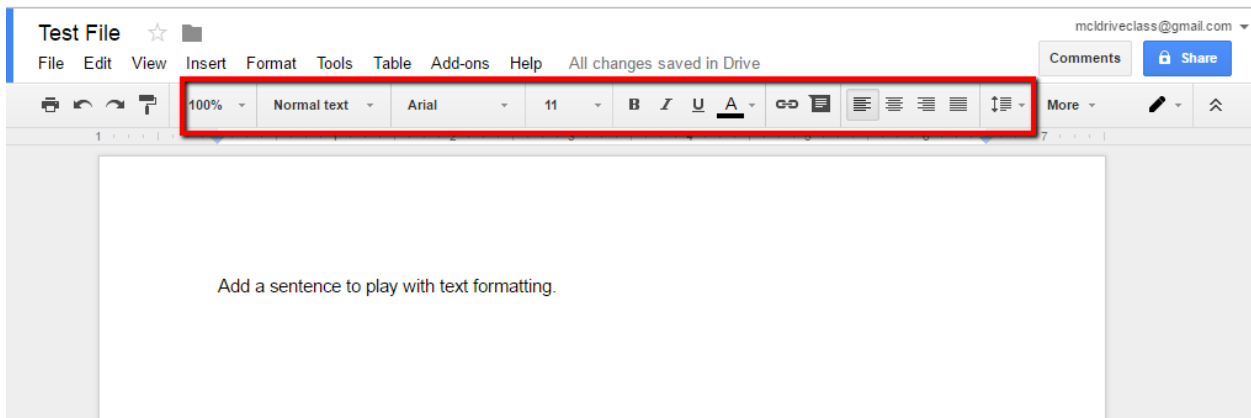 Test File
mcldriveclass@gmail.com
File Edit View Insert Format Tools Table Add-ons Help All changes saved in Drive
Comments Share
100% Normal text Arial 11 B I U A More
1 1 2 3 4 5 6 7
Add a sentence to play with text formatting.